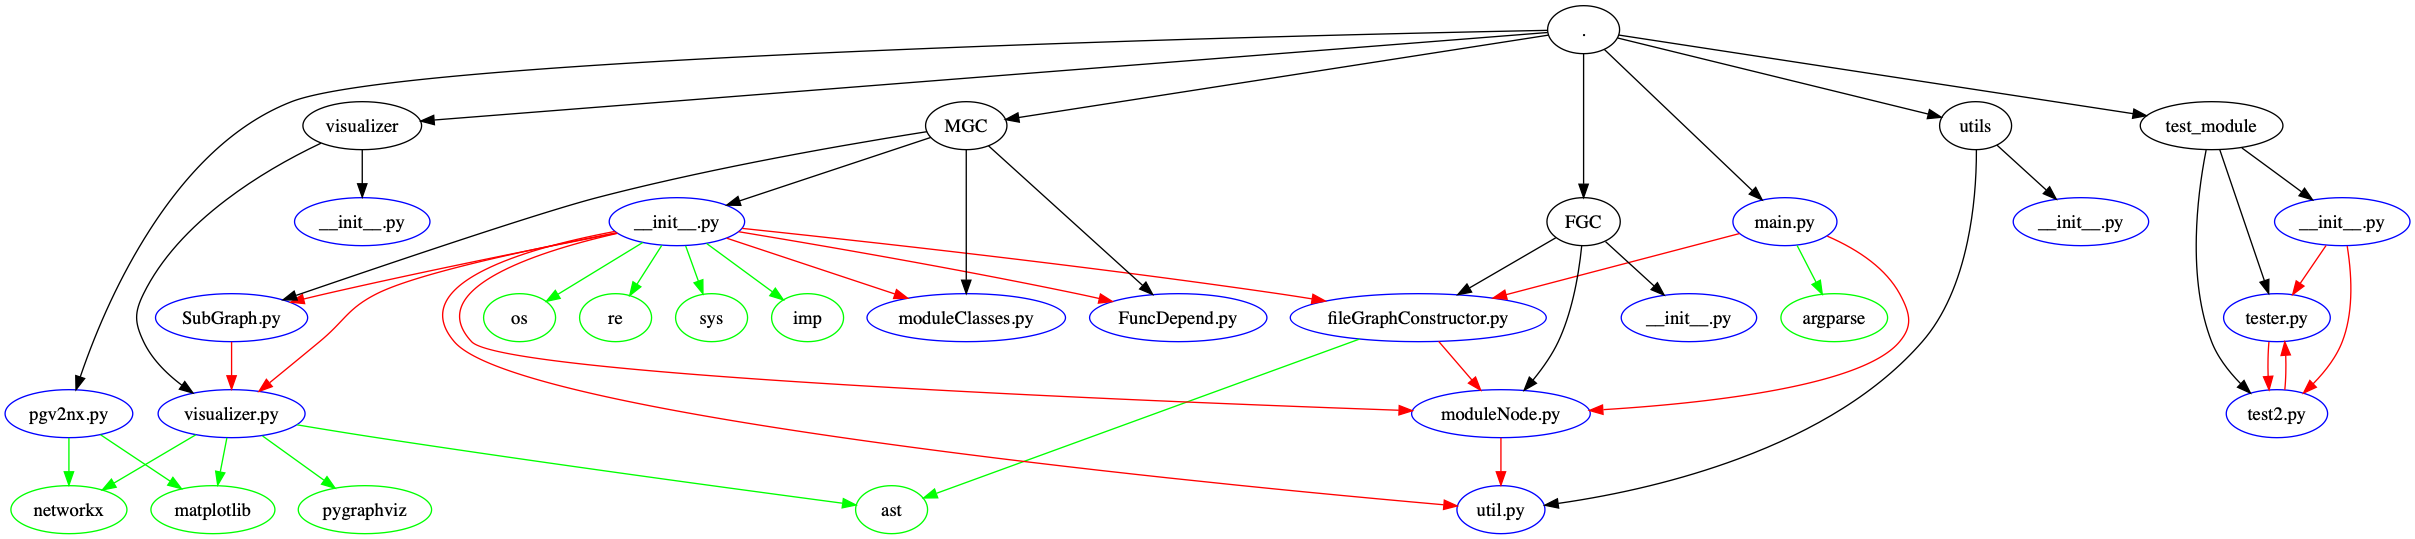 .
visualizer
MGC
utils
test_module
__init__.py
__init__.py
FGC
main.py
__init__.py
__init__.py
SubGraph.py
os
re
sys
imp
moduleClasses.py
FuncDepend.py
fileGraphConstructor.py
__init__.py
argparse
tester.py
pgv2nx.py
visualizer.py
moduleNode.py
test2.py
networkx
matplotlib
pygraphviz
ast
util.py